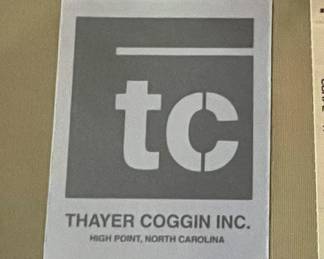 tc
THAYER COGGIN INC.
HIGH POINT, NORTH CAROLINA